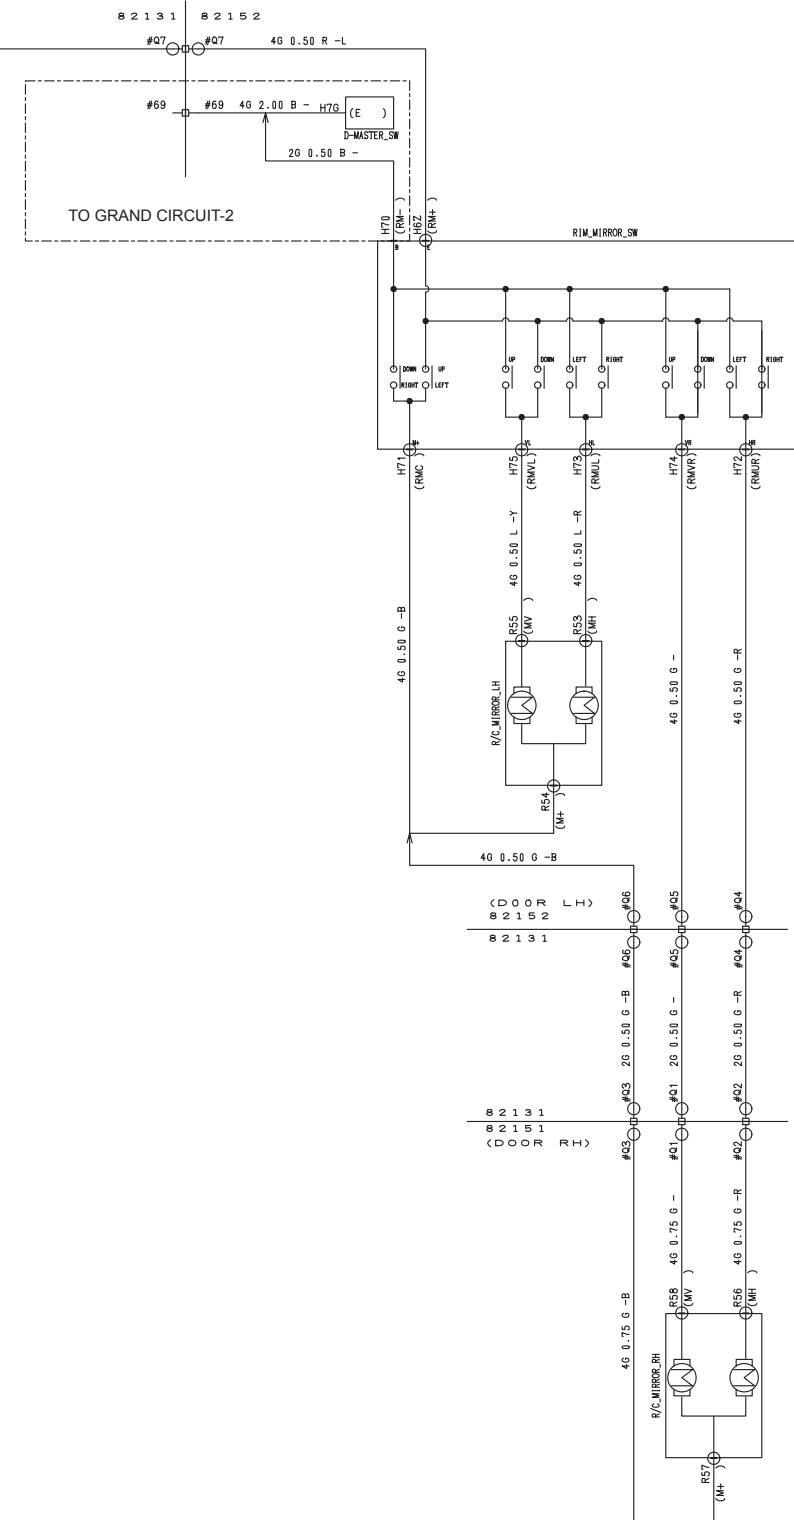 82131 82152
#Q7 #Q7 4G 0.50 R -L
#69 #69 4G 2.00 B - H7G (E )
D-MASTER_SW
2G 0.50 B -
TO GRAND CIRCUIT-2
H70 (RM- )
H6Z (RM+ )
RIM_MIRROR_SW
B E
DOWN UP UP DOWN LEFT RIGHT UP DOWN LEFT RIGHT
RIGHT LEFT
M+ VL HL VR HR
H71 (RMC )
H75 (RMVL)
H73 (RMUL)
H74 (RMVR)
H72 (RMUR)
4G 0.50 L -Y
4G 0.50 L -R
4G 0.50 G -B
4G 0.50 G -
4G 0.50 G -R
R55 (MV )
R53 (MH )
R/C_MIRROR_LH
R54 (M+ )
4G 0.50 G -B
(DOOR LH)
82152
#Q6 #Q5 #Q4
82131
#Q6 #Q5 #Q4
2G 0.50 G -B
2G 0.50 G -
2G 0.50 G -R
#Q3 #Q1 #Q2
82131
82151
(DOOR RH)
#Q3 #Q1 #Q2
4G 0.75 G -B
4G 0.75 G -
4G 0.75 G -R
R58 (MV )
R56 (MH )
R/C_MIRROR_RH
R57 (M+ )